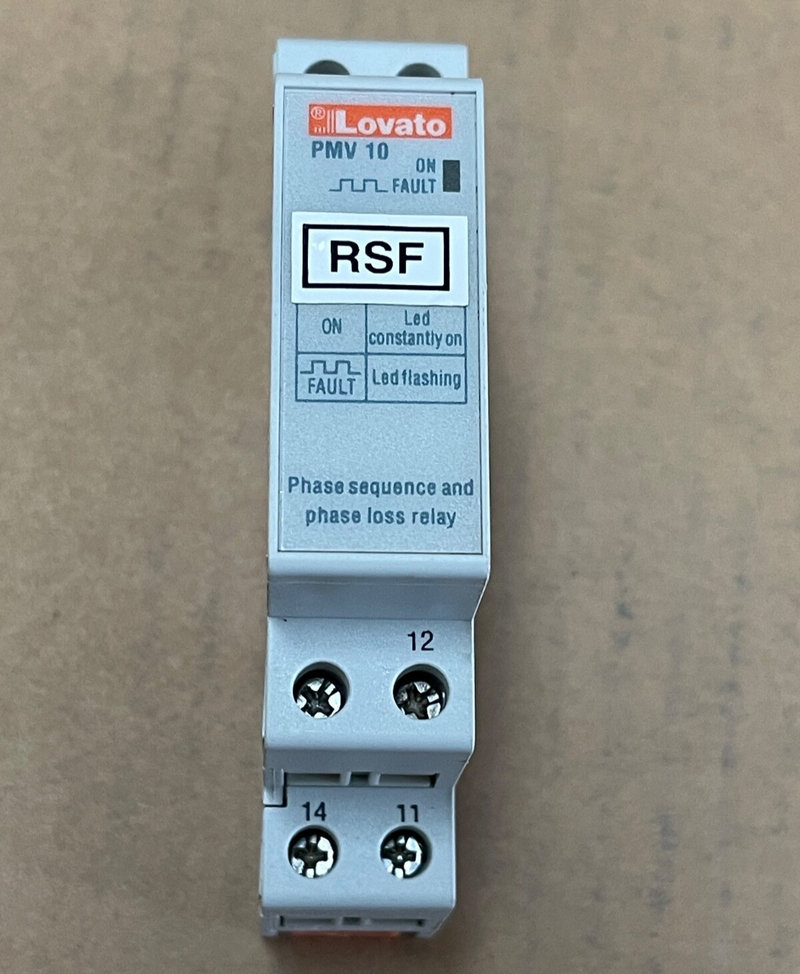 ® Lovato
PMV 10
ON
FAULT
RSF
ON
Led
constantly on
FAULT
Led flashing
Phase sequence and
phase loss relay
12
14
11